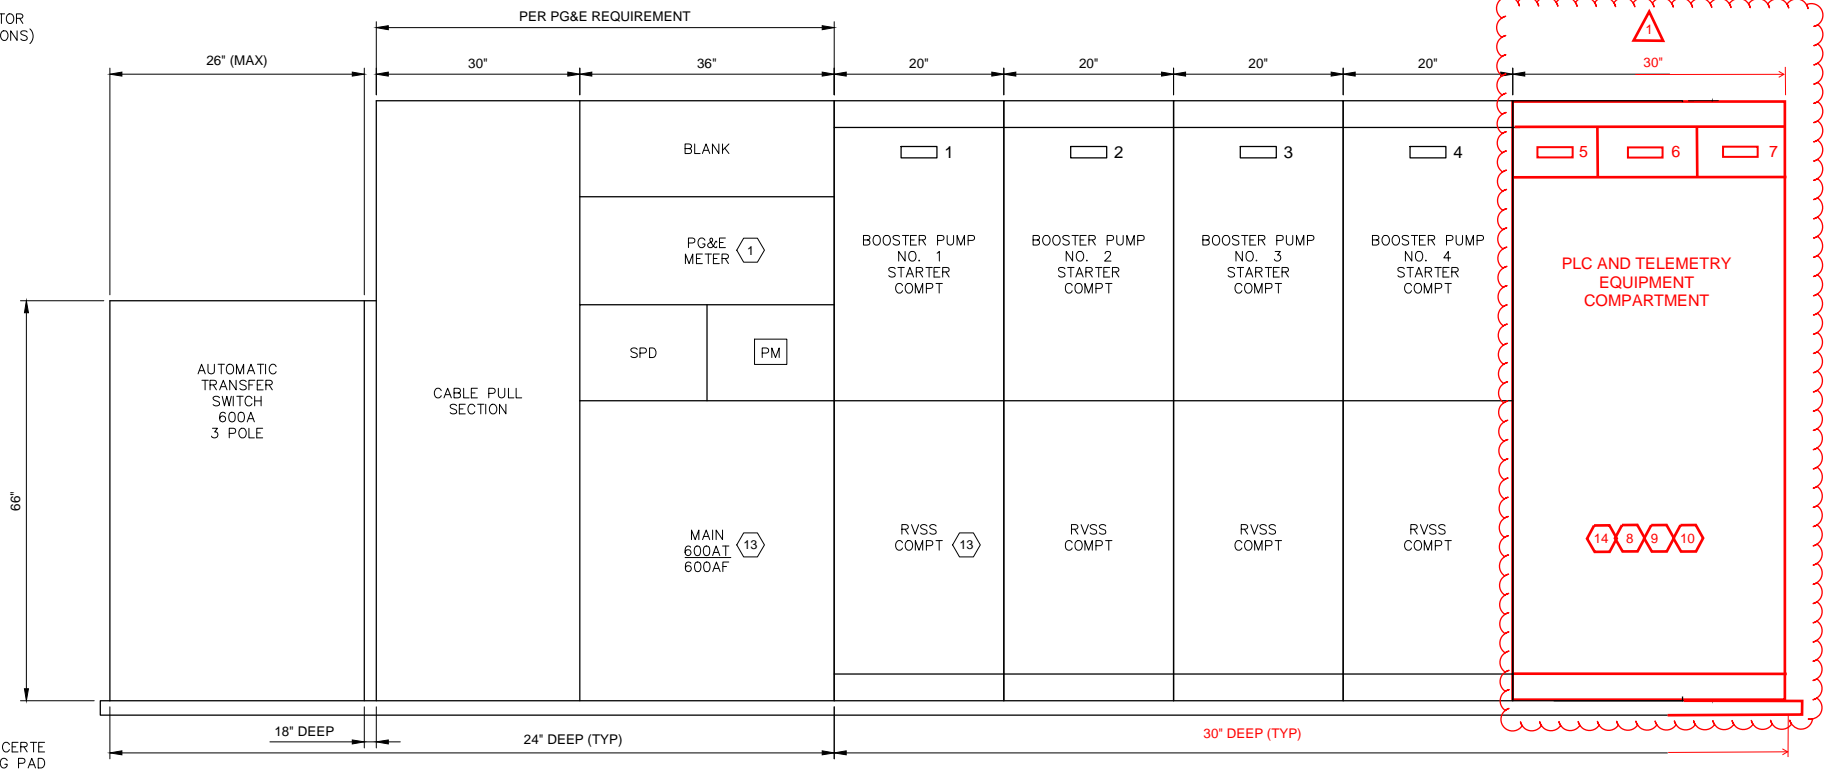 TOR
ONS)
PER PG&E REQUIREMENT
26" (MAX)
30"
36"
20"
20"
20"
20"
30"
1
BLANK
1
2
3
4
5
6
7
PG&E
METER
1
BOOSTER PUMP
NO. 1
STARTER
COMPT
BOOSTER PUMP
NO. 2
STARTER
COMPT
BOOSTER PUMP
NO. 3
STARTER
COMPT
BOOSTER PUMP
NO. 4
STARTER
COMPT
PLC AND TELEMETRY
EQUIPMENT
COMPARTMENT
SPD
PM
AUTOMATIC
TRANSFER
SWITCH
600A
3 POLE
CABLE PULL
SECTION
66"
MAIN
600AT
600AF
13
RVSS
COMPT
13
RVSS
COMPT
RVSS
COMPT
RVSS
COMPT
14 8 9 10
18" DEEP
24" DEEP (TYP)
30" DEEP (TYP)
CERTE
G PAD